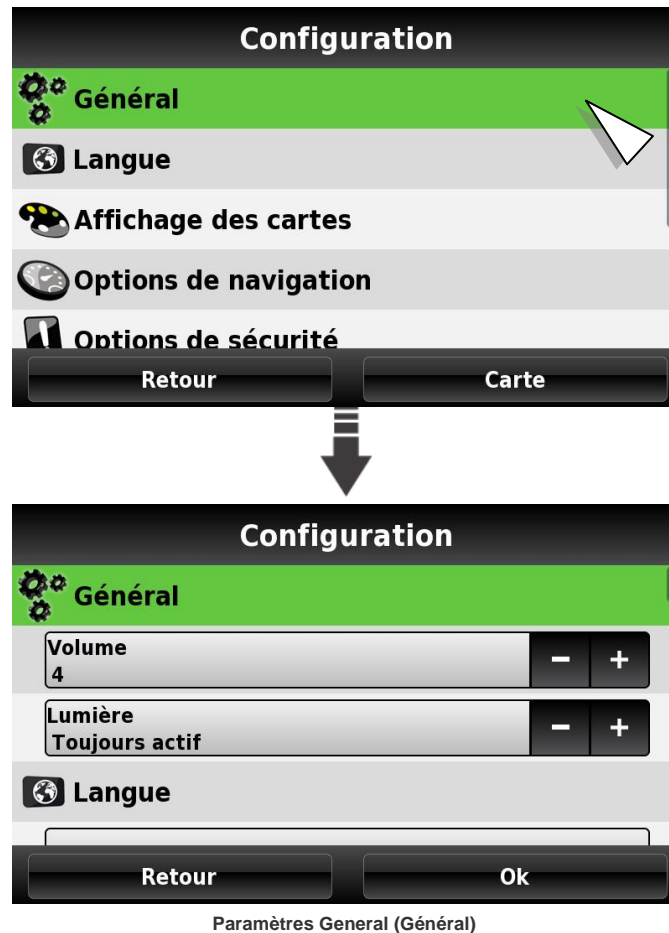 Configuration
Général
Langue
Affichage des cartes
Options de navigation
Options de sécurité
Retour Carte
Configuration
Général
Volume
4
Lumière
Toujours actif
Langue
Retour Ok
Paramètres General (Général)